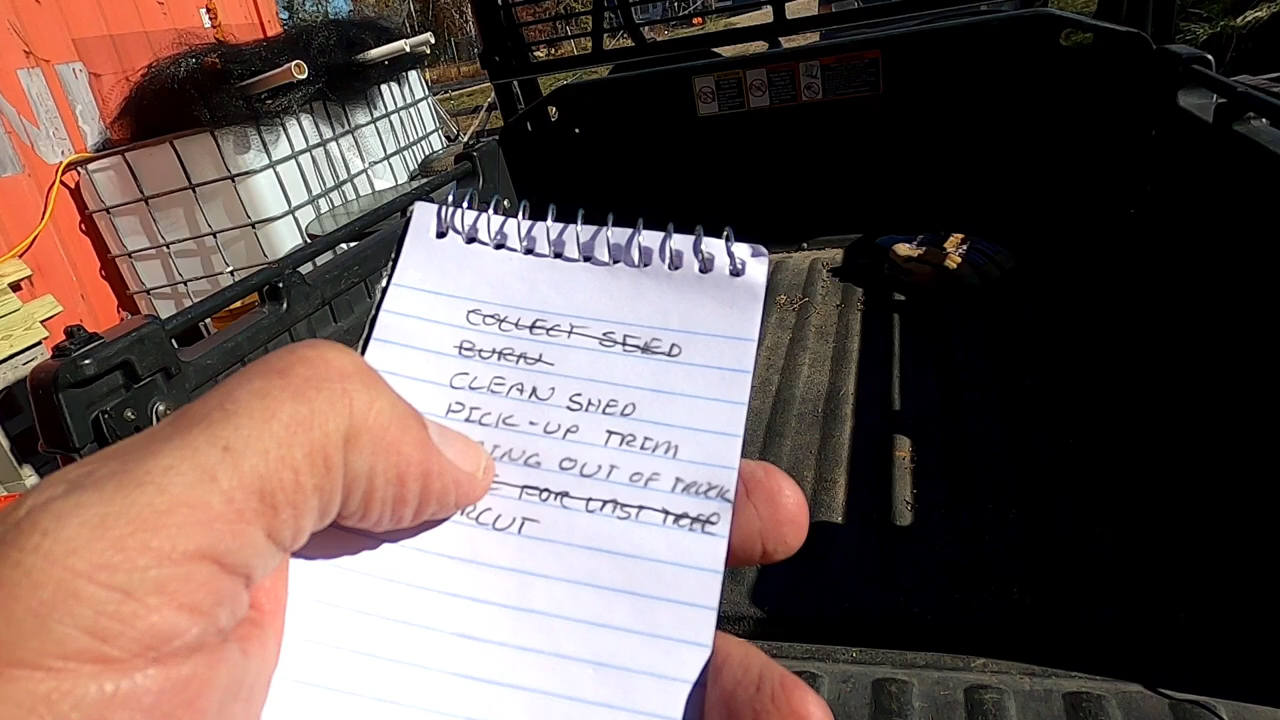 COLLECT SEED
BURN
CLEAN SHED
PICK-UP TRIM
OUT OF TRUCK
FOR LAST TREE